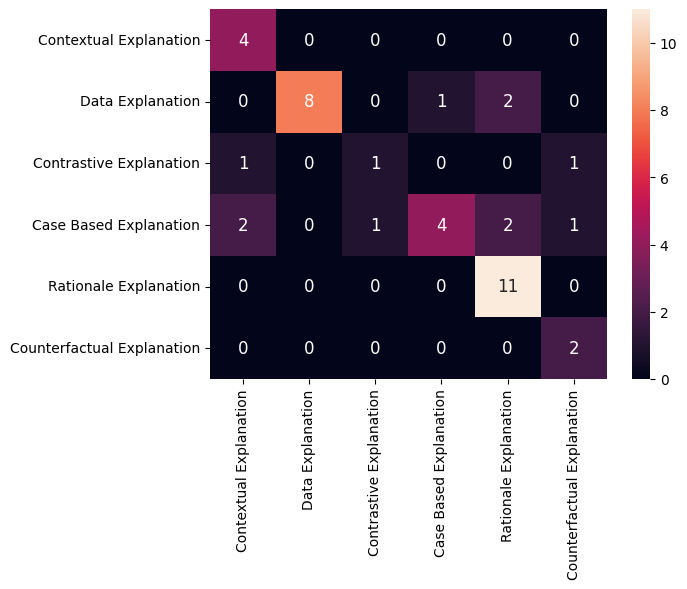 Contextual Explanation 4 0 0 0 0 0
Data Explanation 0 8 0 1 2 0
Contrastive Explanation 1 0 1 0 0 1
Case Based Explanation 2 0 1 4 2 1
Rationale Explanation 0 0 0 0 11 0
Counterfactual Explanation 0 0 0 0 0 2
Contextual Explanation
Data Explanation
Contrastive Explanation
Case Based Explanation
Rationale Explanation
Counterfactual Explanation
10
8
6
4
2
0